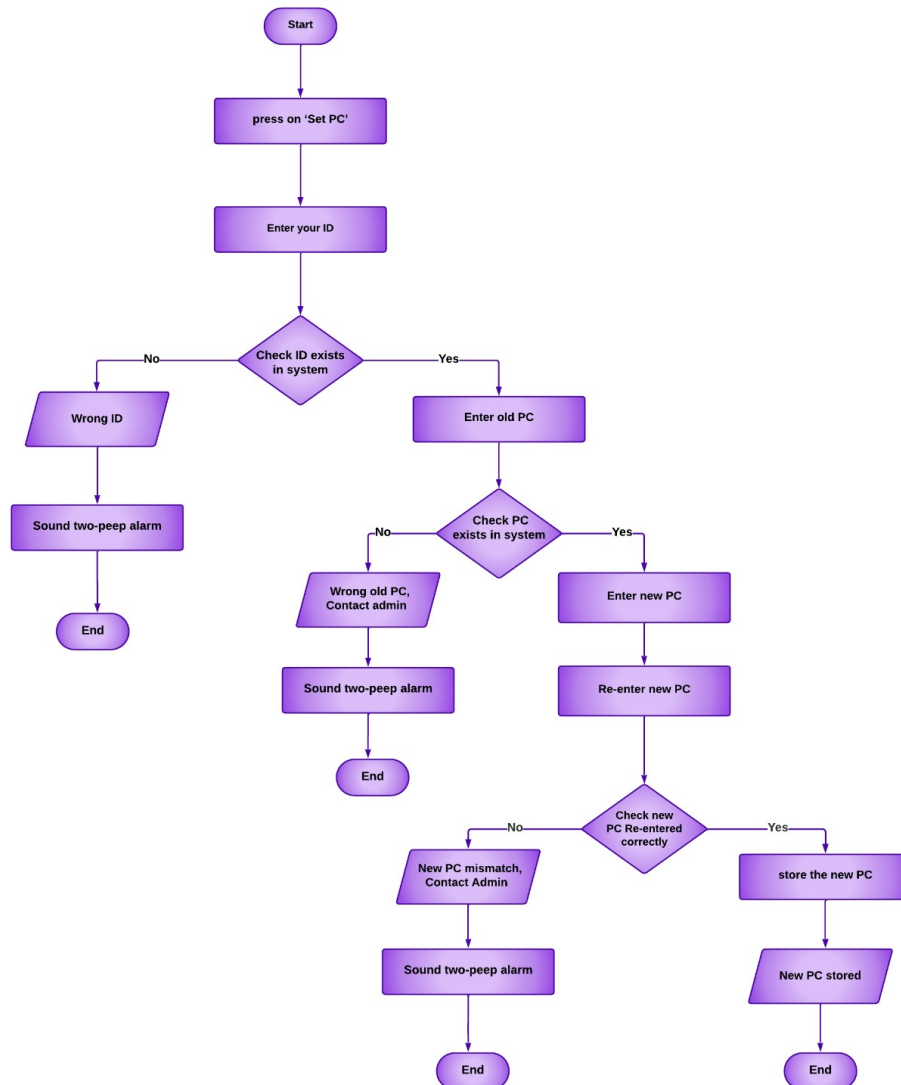 Start
press on ‘Set PC’
Enter your ID
Check ID exists
in system
No
Yes
Wrong ID
Enter old PC
Sound two-peep alarm
Check PC
exists in system
No
Yes
End
Wrong old PC,
Contact admin
Enter new PC
Sound two-peep alarm
Re-enter new PC
End
Check new
PC Re-entered
correctly
No
Yes
New PC mismatch,
Contact Admin
store the new PC
Sound two-peep alarm
New PC stored
End
End